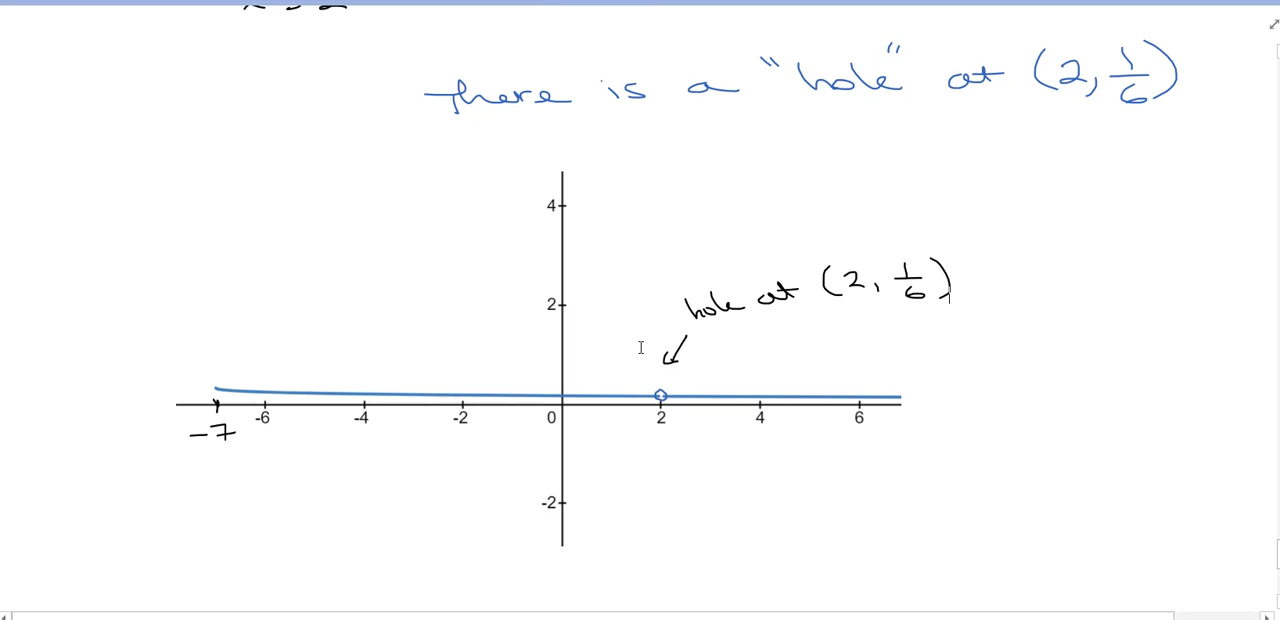 there is a "hole" at (2, 1/6)
4
hole at (2, 1/6)
2
-6 -4 -2 0 2 4 6
-7
-2